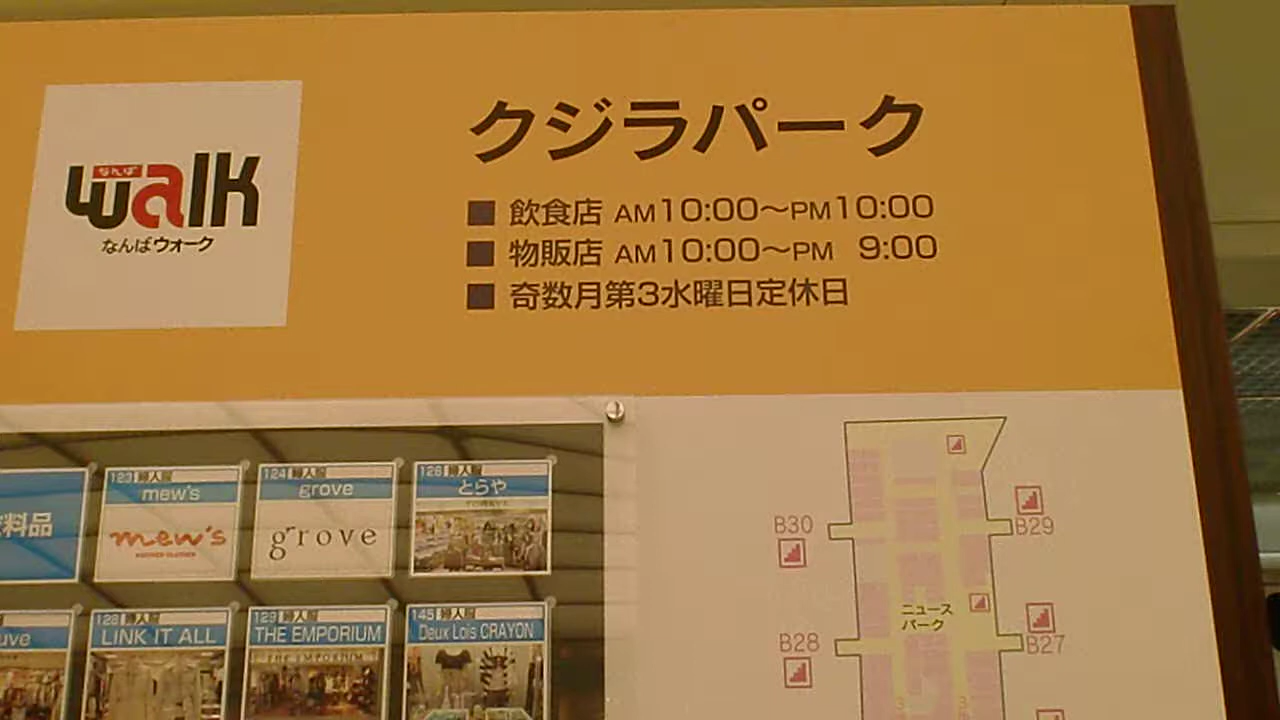 クジラパーク
なんば
walk
なんばウォーク
■ 飲食店 AM10:00〜PM10:00
■ 物販店 AM10:00〜PM 9:00
■ 奇数月第3水曜日定休日
料品
123 婦人服
mew's
mew's
124 婦人服
grove
grove
126 婦人服
とらや
128 婦人服
LINK IT ALL
129 婦人服
THE EMPORIUM
THE EMPORIUM
145 婦人服
Deux Lois CRAYON
B30
B29
ニュース
パーク
B28
B27